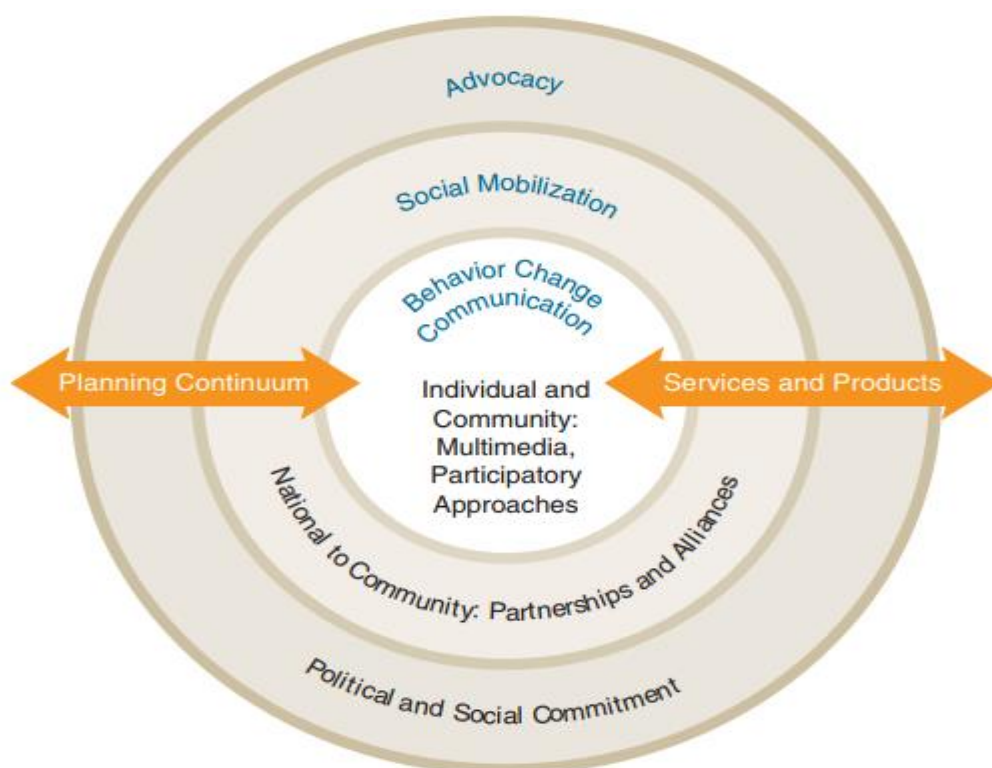 Advocacy
Social Mobilization
Behavior Change
Communication
Planning Continuum
Services and Products
Individual and
Community:
Multimedia,
Participatory
Approaches
National to Community: Partnerships and Alliances
Political and Social Commitment